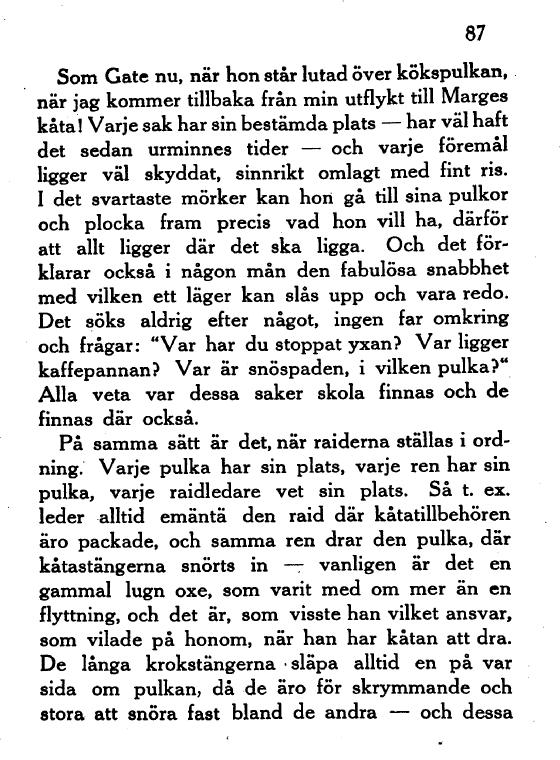 87
Som Gate nu, när hon står lutad över kökspulkan,
när jag kommer tillbaka från min utflykt till Marges
kåta! Varje sak har sin bestämda plats — har väl haft
det sedan urminnes tider — och varje föremål
ligger väl skyddat, sinnrikt omlagt med fint ris.
I det svartaste mörker kan hon gå till sina pulkor
och plocka fram precis vad hon vill ha, därför
att allt ligger där det ska ligga. Och det för-
klarar också i någon mån den fabulösa snabbhet
med vilken ett läger kan slås upp och vara redo.
Det söks aldrig efter något, ingen far omkring
och frågar: “Var har du stoppat yxan? Var ligger
kaffepannan? Var är snöspaden, i vilken pulka?“
Alla veta var dessa saker skola finnas och de
finnas där också.
På samma sätt är det, när raiderna ställas i ord-
ning. Varje pulka har sin plats, varje ren har sin
pulka, varje raidledare vet sin plats. Så t. ex.
leder alltid emäntä den raid där kåtatillbehören
äro packade, och samma ren drar den pulka, där
kåtastängerna snörts in — vanligen är det en
gammal lugn oxe, som varit med om mer än en
flyttning, och det är, som visste han vilket ansvar,
som vilade på honom, när han har kåtan att dra.
De långa krokstängerna släpa alltid en på var
sida om pulkan, då de äro för skrymmande och
stora att snöra fast bland de andra — och dessa